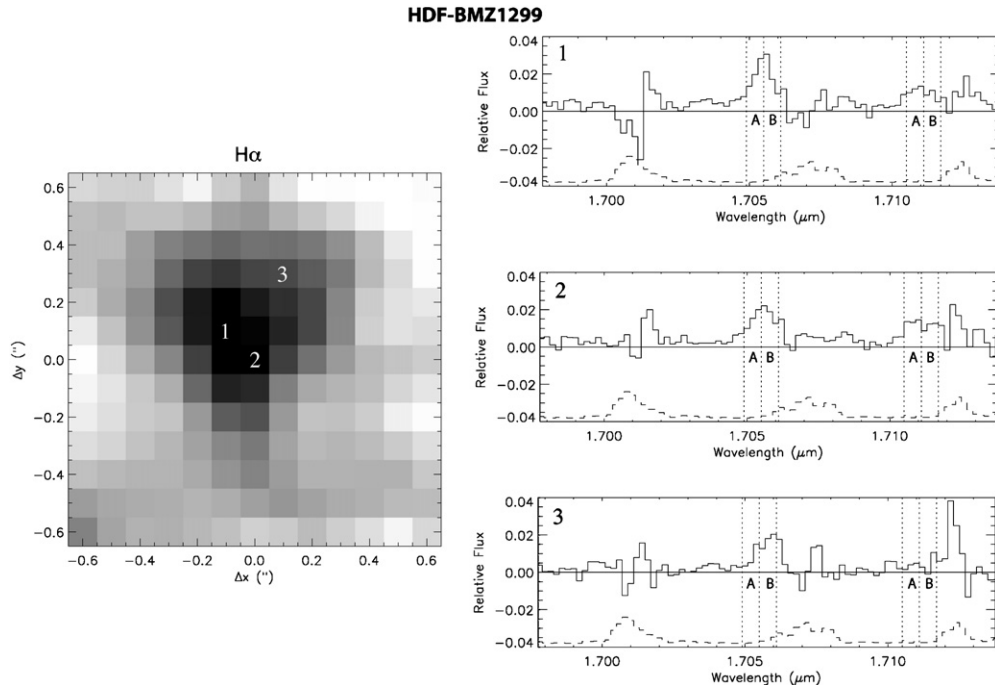 HDF-BMZ1299
Hα
0.6
0.4
0.2
0.0
−0.2
−0.4
−0.6
Δy (")
−0.6 −0.4 −0.2 0.0 0.2 0.4 0.6
Δx (")
3
1
2
1
0.04
0.02
0.00
−0.02
−0.04
Relative Flux
A B A B
1.700 1.705 1.710
Wavelength (μm)
2
0.04
0.02
0.00
−0.02
−0.04
Relative Flux
A B A B
1.700 1.705 1.710
Wavelength (μm)
3
0.04
0.02
0.00
−0.02
−0.04
Relative Flux
A B A B
1.700 1.705 1.710
Wavelength (μm)